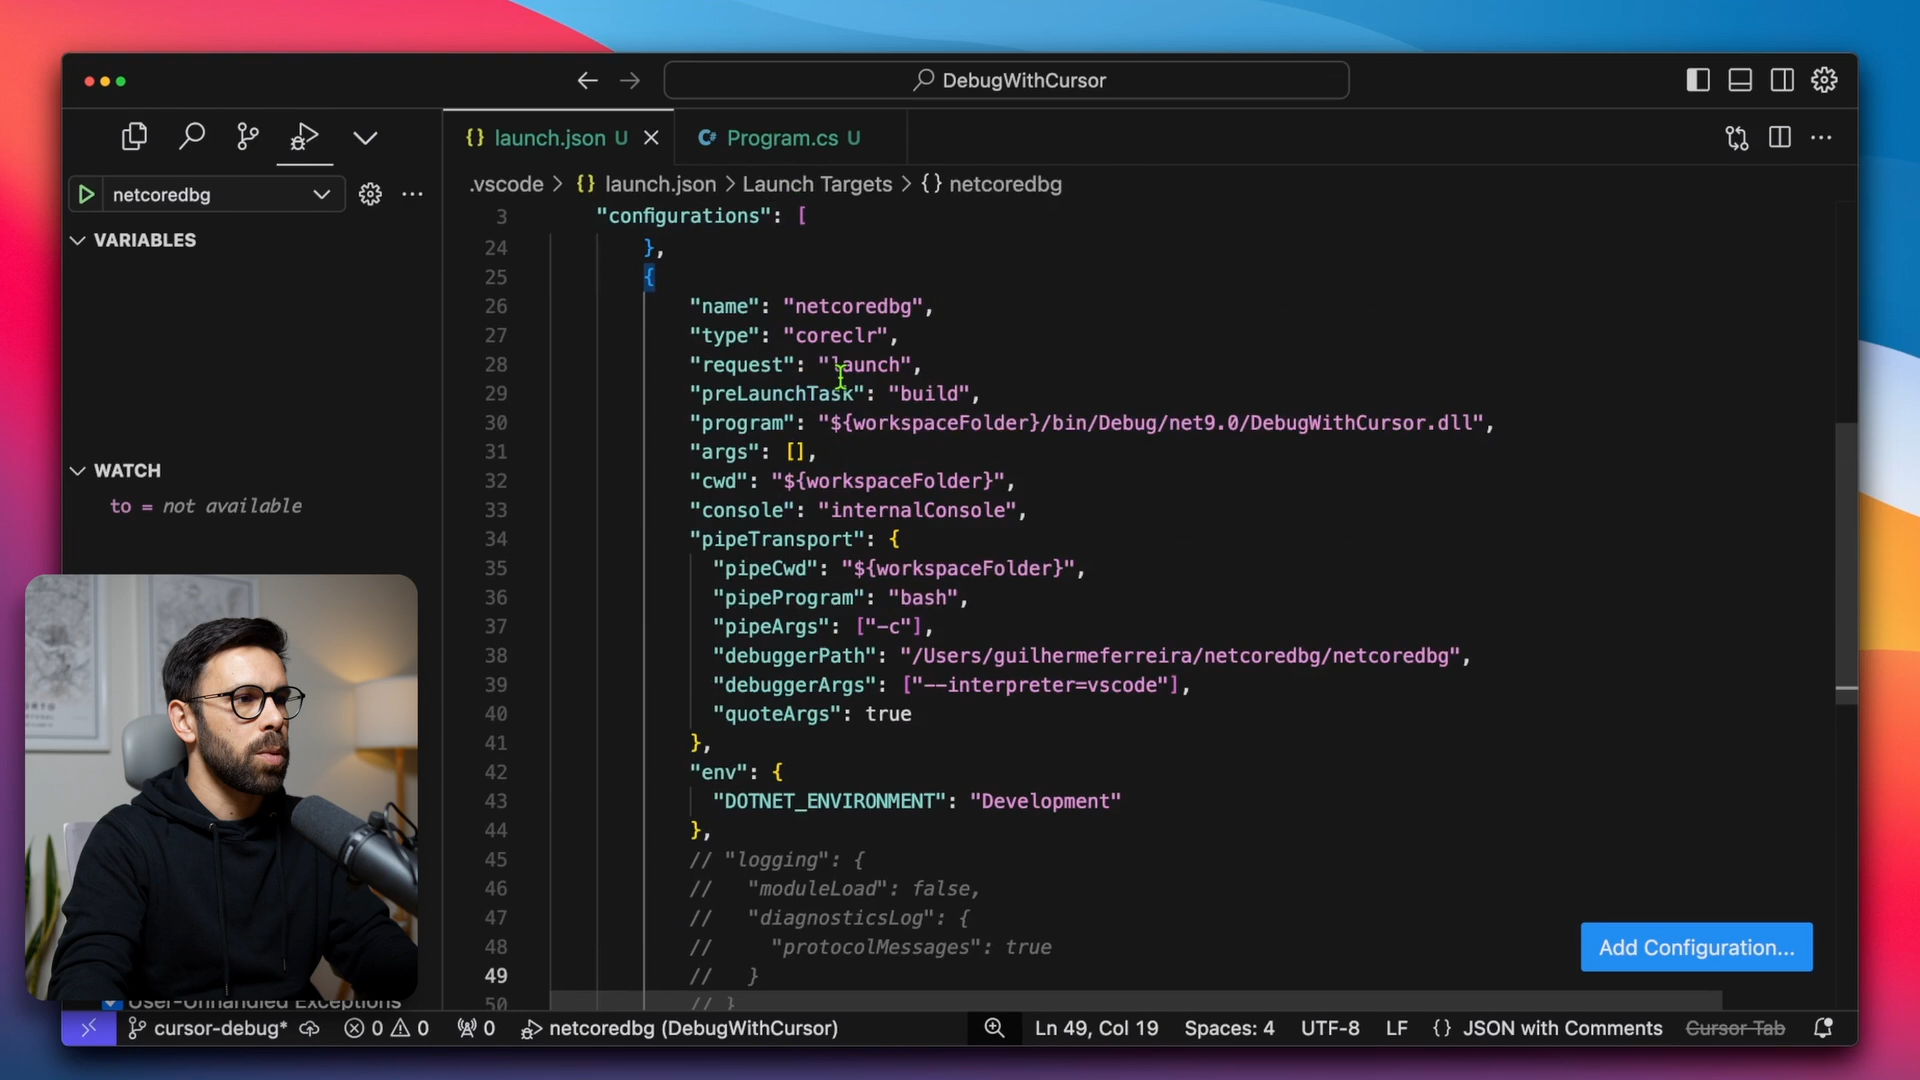 DebugWithCursor
{} launch.json U
C# Program.cs U
netcoredbg
.vscode > {} launch.json > Launch Targets > {} netcoredbg
VARIABLES
WATCH
to = not available
3 "configurations": [
24 },
25 {
26 "name": "netcoredbg",
27 "type": "coreclr",
28 "request": "launch",
29 "preLaunchTask": "build",
30 "program": "${workspaceFolder}/bin/Debug/net9.0/DebugWithCursor.dll",
31 "args": [],
32 "cwd": "${workspaceFolder}",
33 "console": "internalConsole",
34 "pipeTransport": {
35 "pipeCwd": "${workspaceFolder}",
36 "pipeProgram": "bash",
37 "pipeArgs": ["-c"],
38 "debuggerPath": "/Users/guilhermeferreira/netcoredbg/netcoredbg",
39 "debuggerArgs": ["--interpreter=vscode"],
40 "quoteArgs": true
41 },
42 "env": {
43 "DOTNET_ENVIRONMENT": "Development"
44 },
45 // "logging": {
46 //   "moduleLoad": false,
47 //   "diagnosticsLog": {
48 //     "protocolMessages": true
49 //   }
50 // }
Add Configuration...
User-Unhandled Exceptions
cursor-debug* 0 0 0 netcoredbg (DebugWithCursor) Ln 49, Col 19 Spaces: 4 UTF-8 LF {} JSON with Comments Cursor Tab